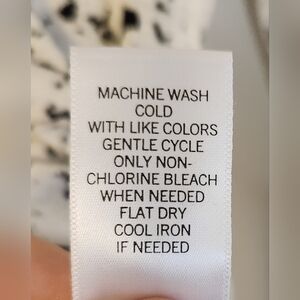 MACHINE WASH
COLD
WITH LIKE COLORS
GENTLE CYCLE
ONLY NON-
CHLORINE BLEACH
WHEN NEEDED
FLAT DRY
COOL IRON
IF NEEDED